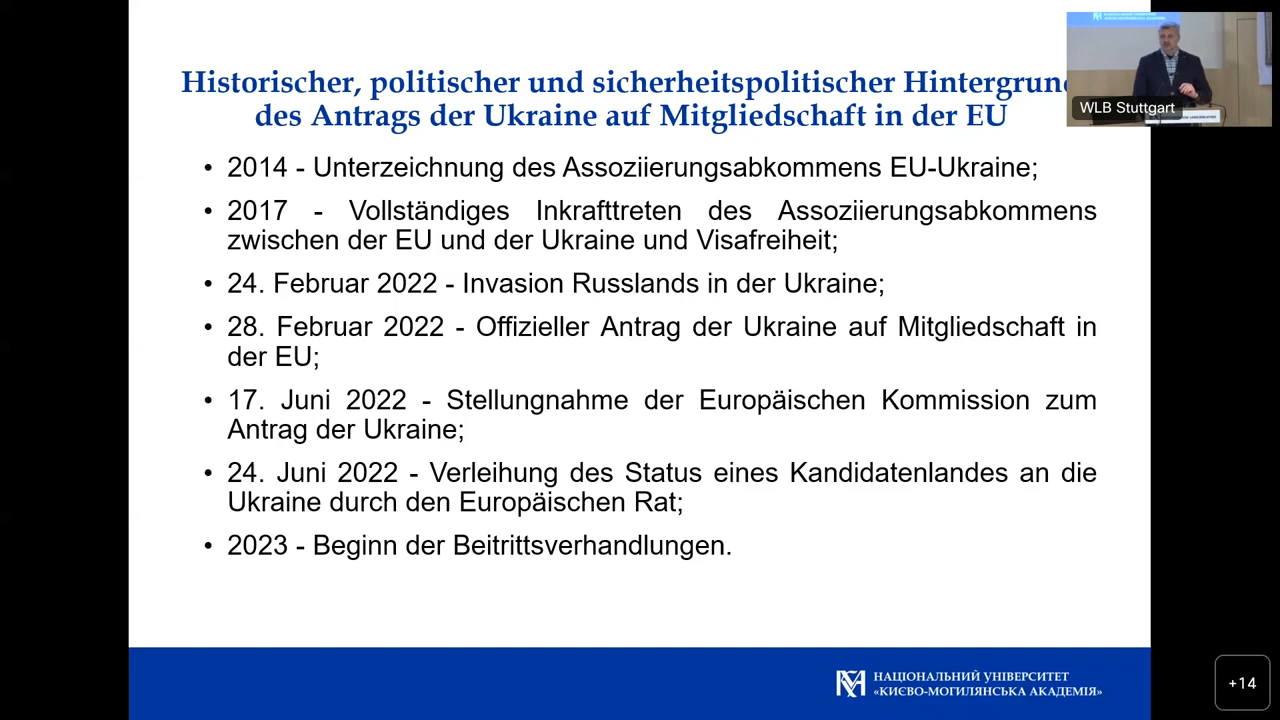 Historischer, politischer und sicherheitspolitischer Hintergrun
des Antrags der Ukraine auf Mitgliedschaft in der EU
WLB Stuttgart
• 2014 - Unterzeichnung des Assoziierungsabkommens EU-Ukraine;
• 2017 - Vollständiges Inkrafttreten des Assoziierungsabkommens
zwischen der EU und der Ukraine und Visafreiheit;
• 24. Februar 2022 - Invasion Russlands in der Ukraine;
• 28. Februar 2022 - Offizieller Antrag der Ukraine auf Mitgliedschaft in
der EU;
• 17. Juni 2022 - Stellungnahme der Europäischen Kommission zum
Antrag der Ukraine;
• 24. Juni 2022 - Verleihung des Status eines Kandidatenlandes an die
Ukraine durch den Europäischen Rat;
• 2023 - Beginn der Beitrittsverhandlungen.
НАЦІОНАЛЬНИЙ УНІВЕРСИТЕТ
«КИЄВО-МОГИЛЯНСЬКА АКАДЕМІЯ»
+14